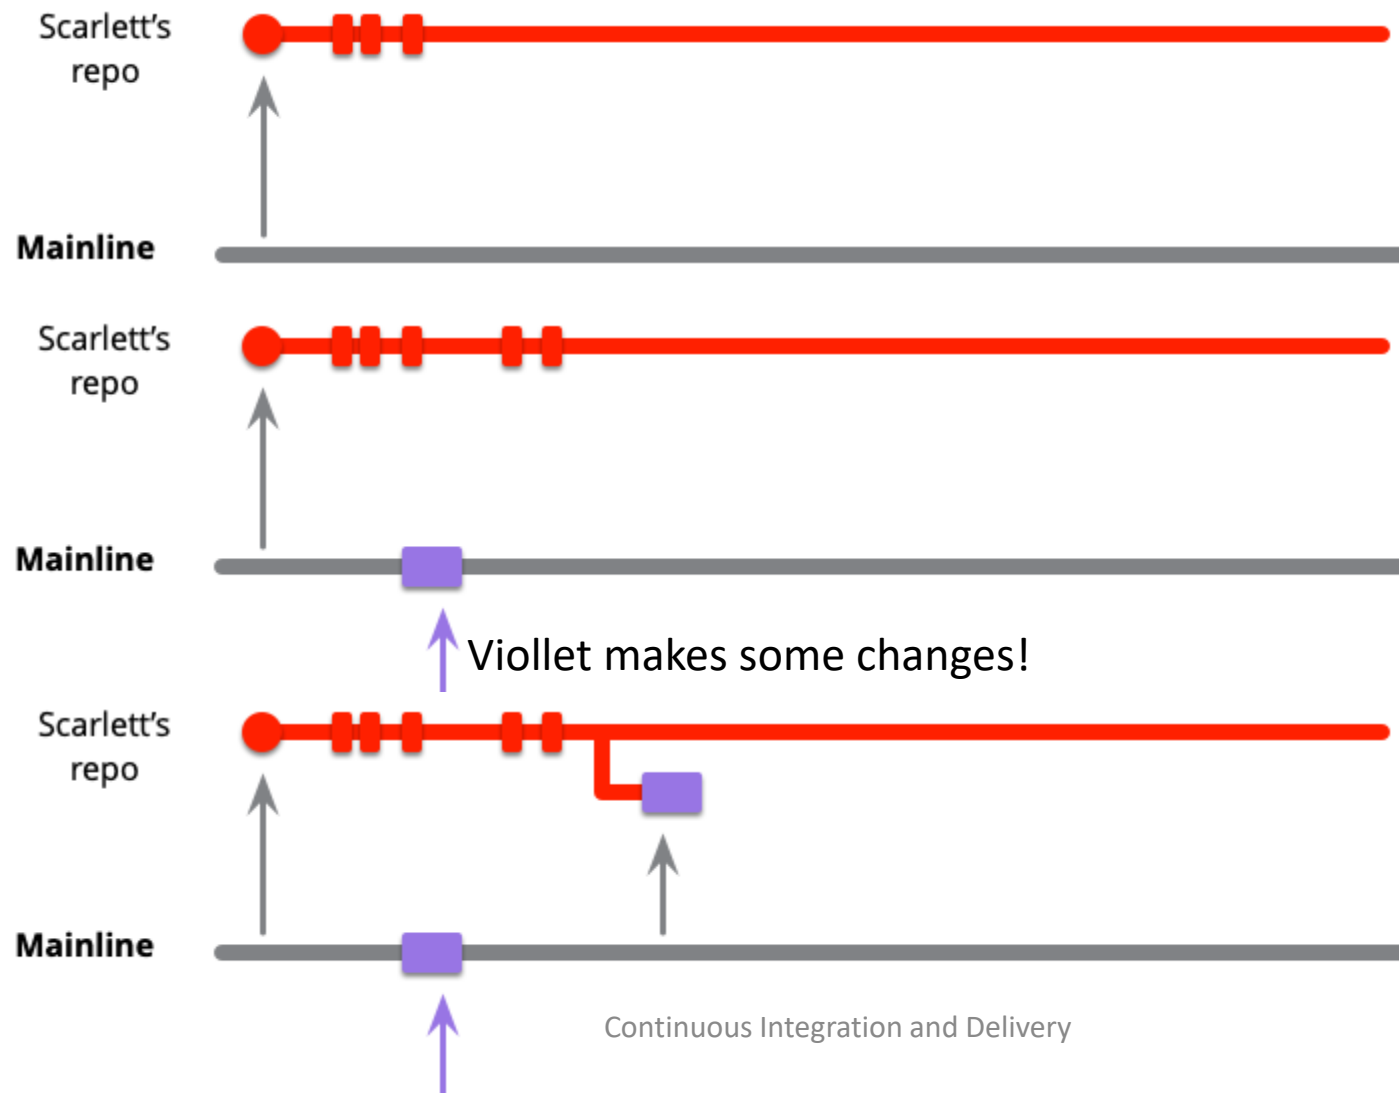 Scarlett’s
repo
Mainline
Scarlett’s
repo
Mainline
Viollet makes some changes!
Scarlett’s
repo
Mainline
Continuous Integration and Delivery